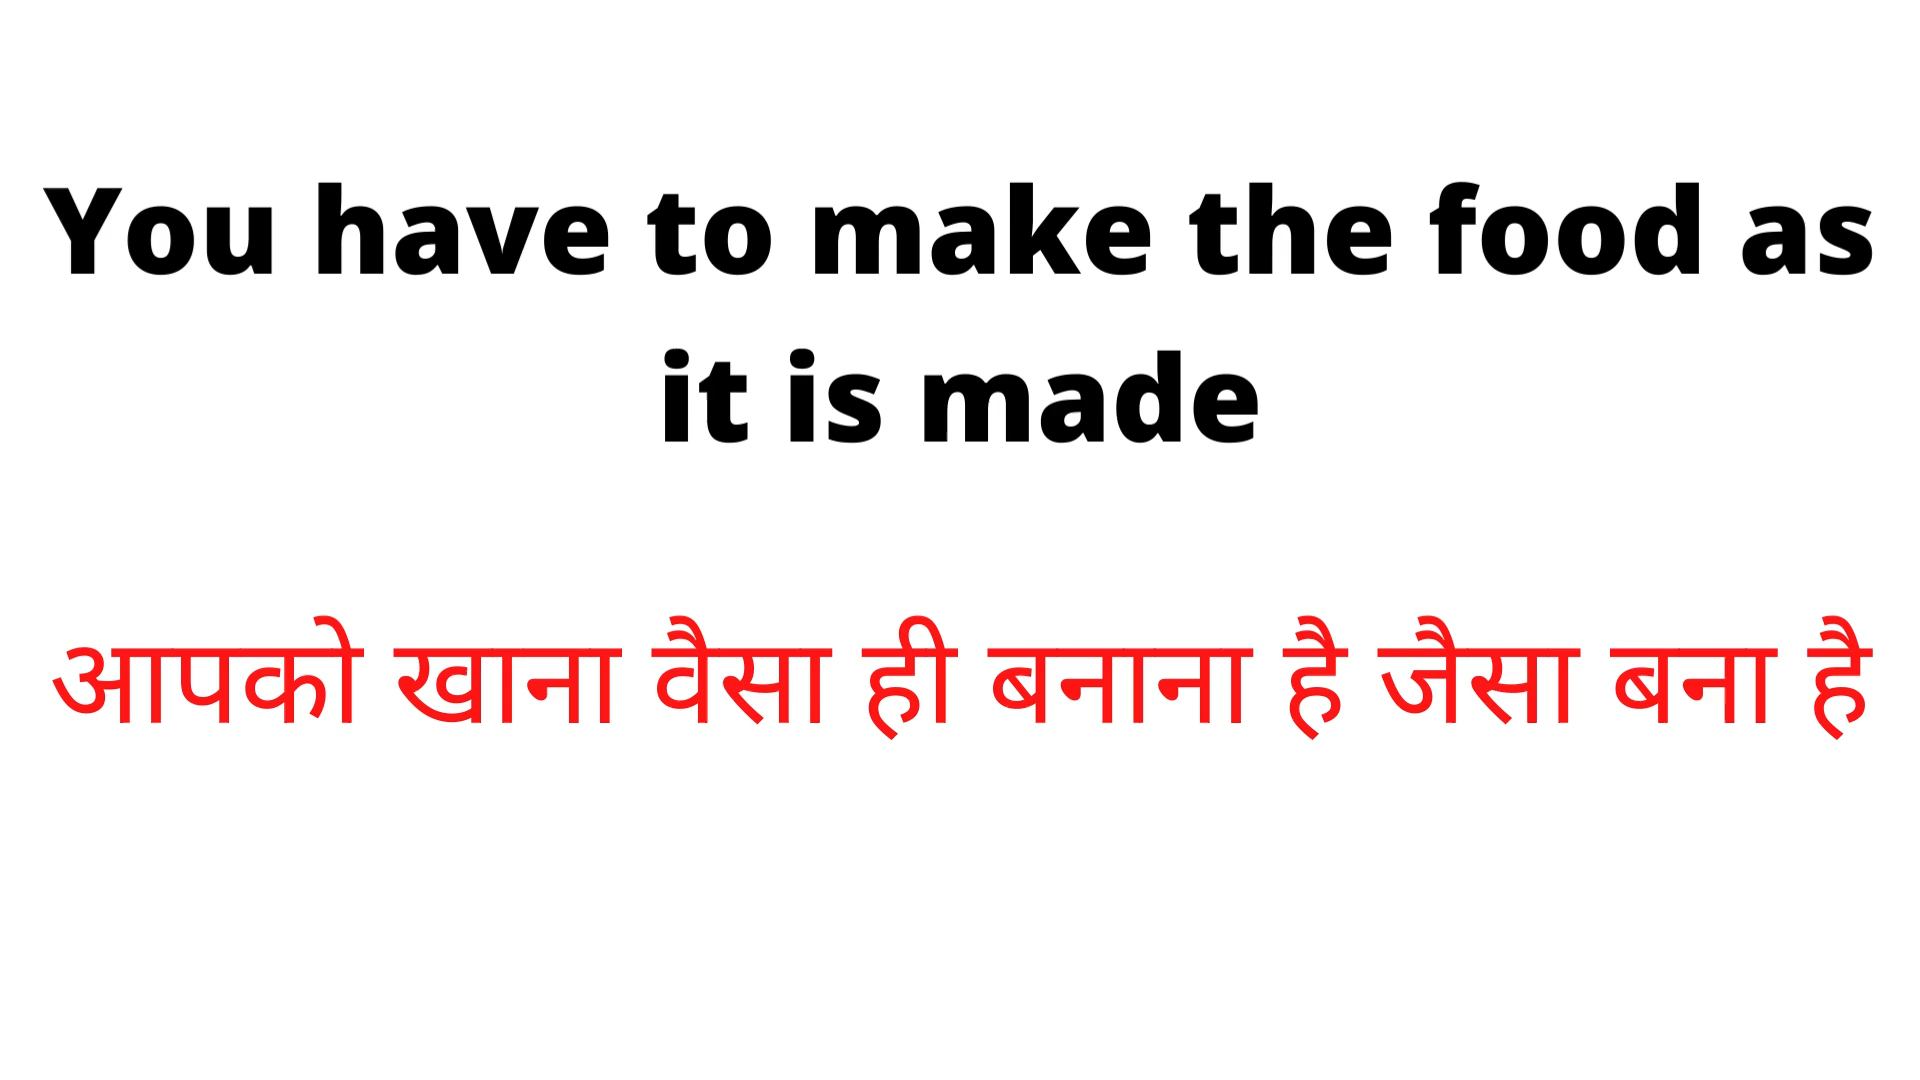 You have to make the food as
it is made
आपको खाना वैसा ही बनाना है जैसा बना है